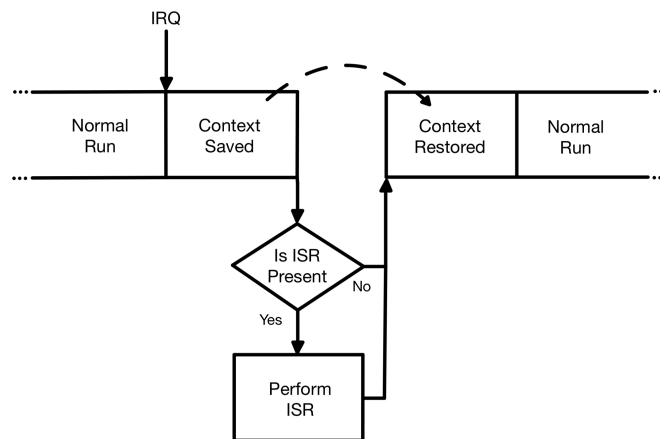 IRQ
Normal
Run
Context
Saved
Context
Restored
Normal
Run
Is ISR
Present
No
Yes
Perform
ISR